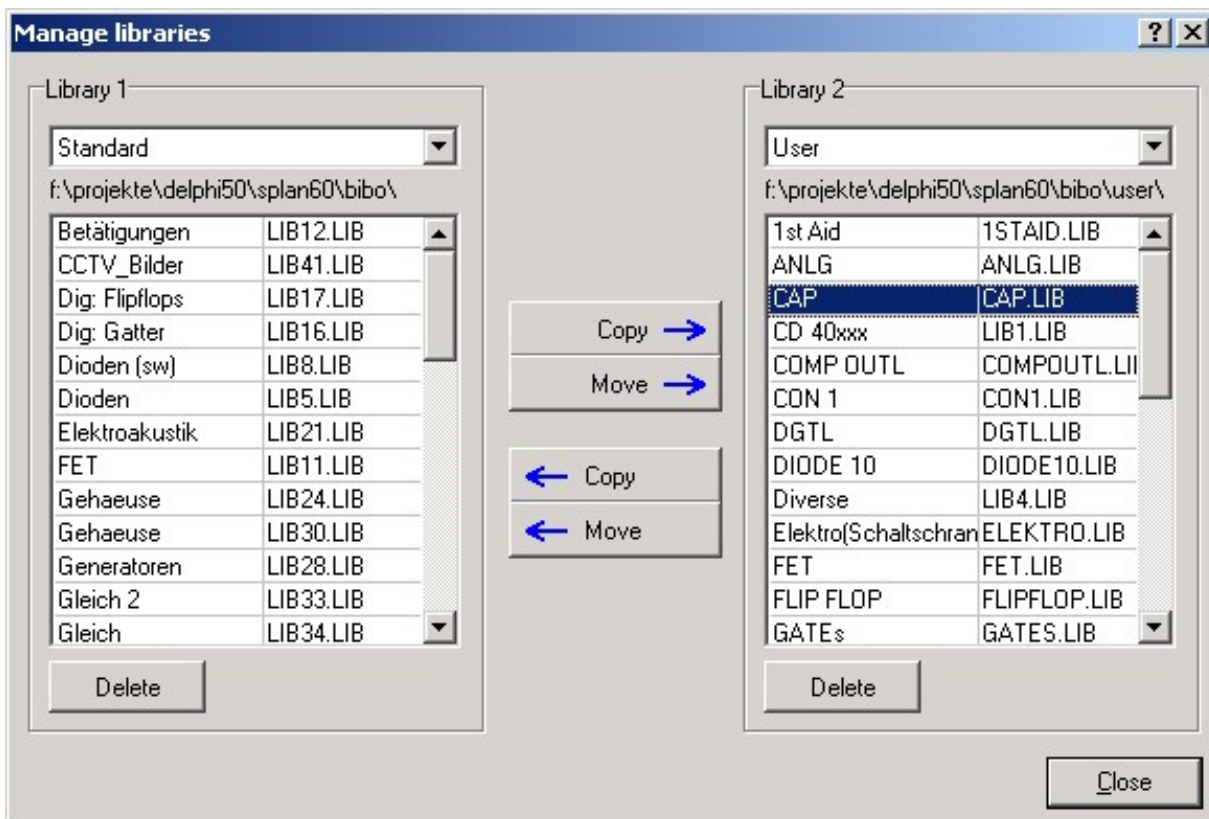 Manage libraries
Library 1
Standard
f:\projekte\delphi50\splan60\bibo\
Betätigungen LIB12.LIB
CCTV_Bilder LIB41.LIB
Dig: Flipflops LIB17.LIB
Dig: Gatter LIB16.LIB
Dioden (sw) LIB8.LIB
Dioden LIB5.LIB
Elektroakustik LIB21.LIB
FET LIB11.LIB
Gehaeuse LIB24.LIB
Gehaeuse LIB30.LIB
Generatoren LIB28.LIB
Gleich 2 LIB33.LIB
Gleich LIB34.LIB
Delete
Copy
Move
Copy
Move
Library 2
User
f:\projekte\delphi50\splan60\bibo\user\
1st Aid 1STAID.LIB
ANLG ANLG.LIB
CAP CAP.LIB
CD 40xxx LIB1.LIB
COMP OUTL COMPOUTL.LII
CON 1 CON1.LIB
DGTL DGTL.LIB
DIODE 10 DIODE10.LIB
Diverse LIB4.LIB
Elektro(Schaltschran ELEKTRO.LIB
FET FET.LIB
FLIP FLOP FLIPFLOP.LIB
GATEs GATES.LIB
Delete
Close